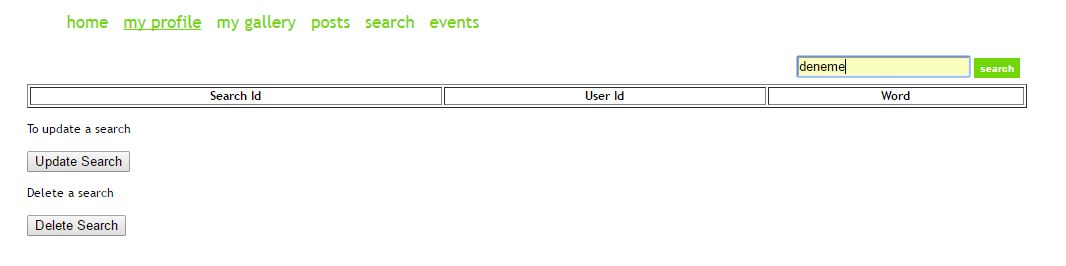 home my profile my gallery posts search events
deneme search
Search Id User Id Word
To update a search
Update Search
Delete a search
Delete Search